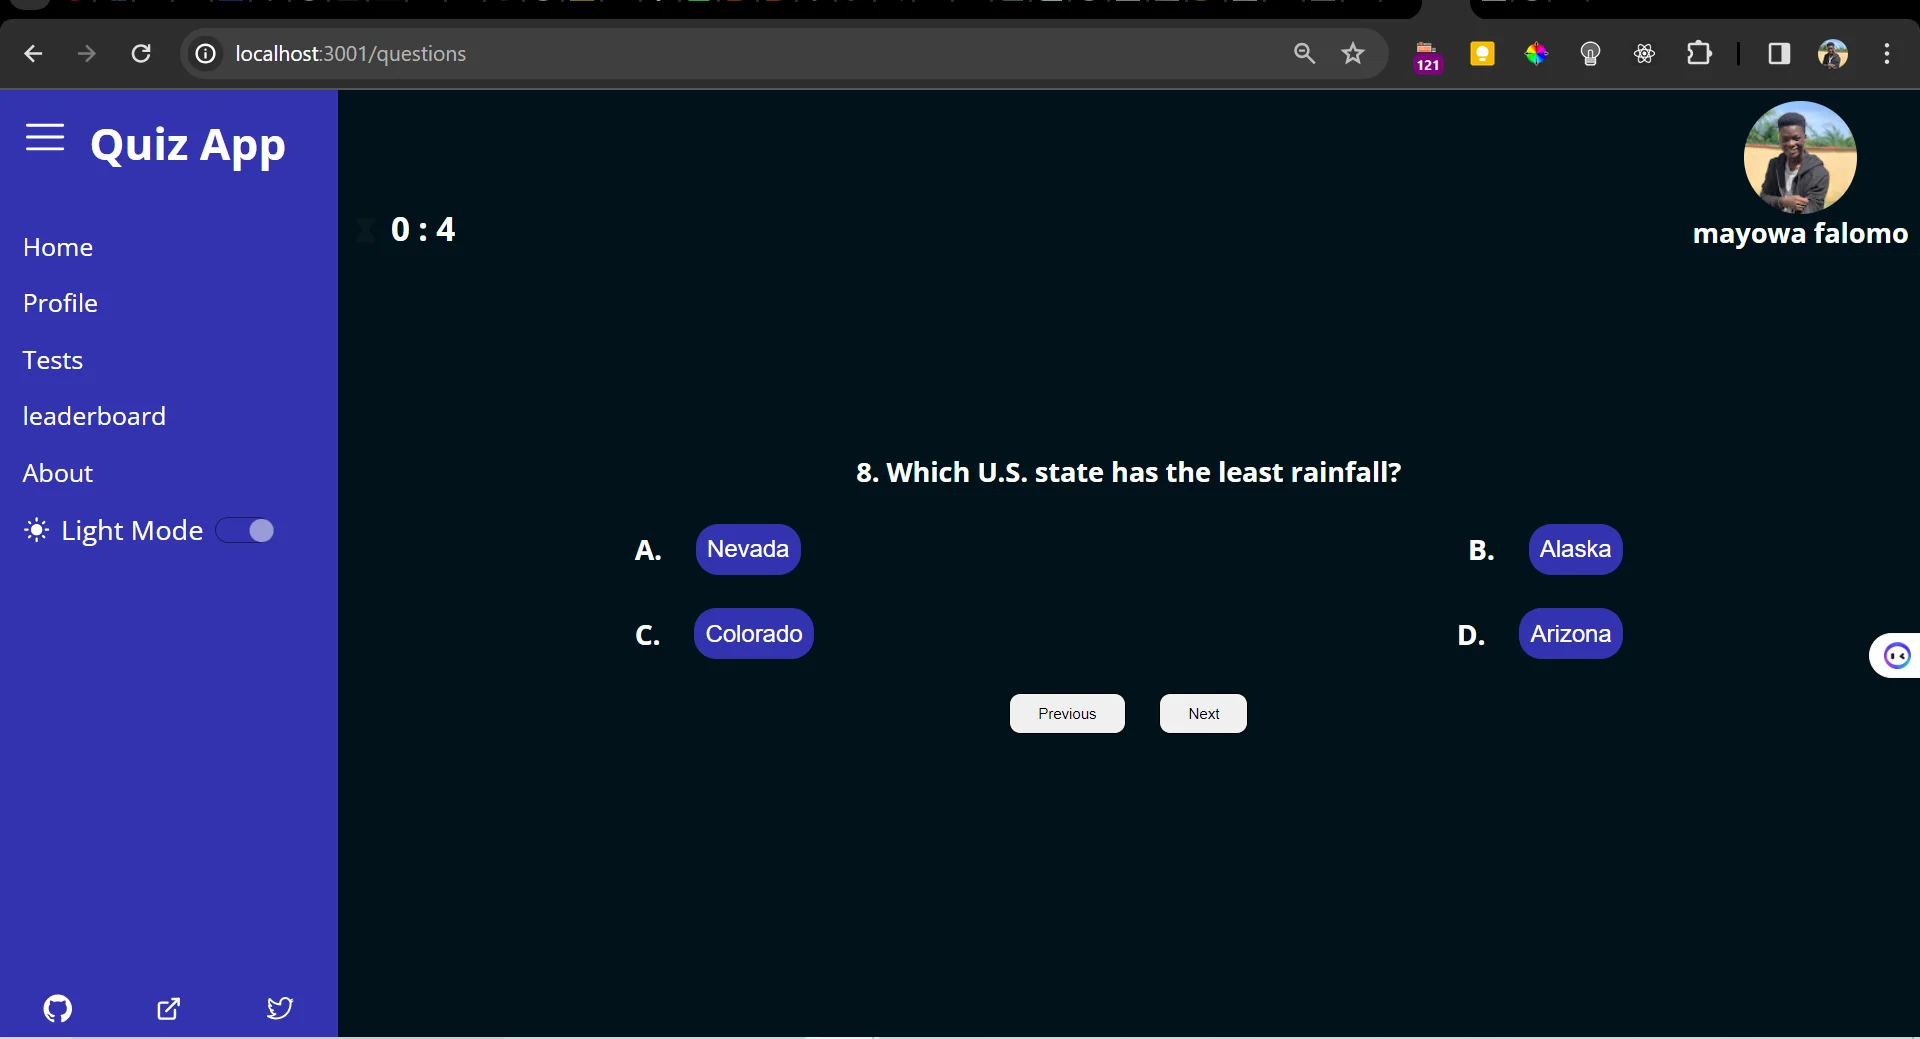 localhost:3001/questions
121
Quiz App
mayowa falomo
0 : 4
Home
Profile
Tests
leaderboard
About
Light Mode
8. Which U.S. state has the least rainfall?
A. Nevada
B. Alaska
C. Colorado
D. Arizona
Previous
Next